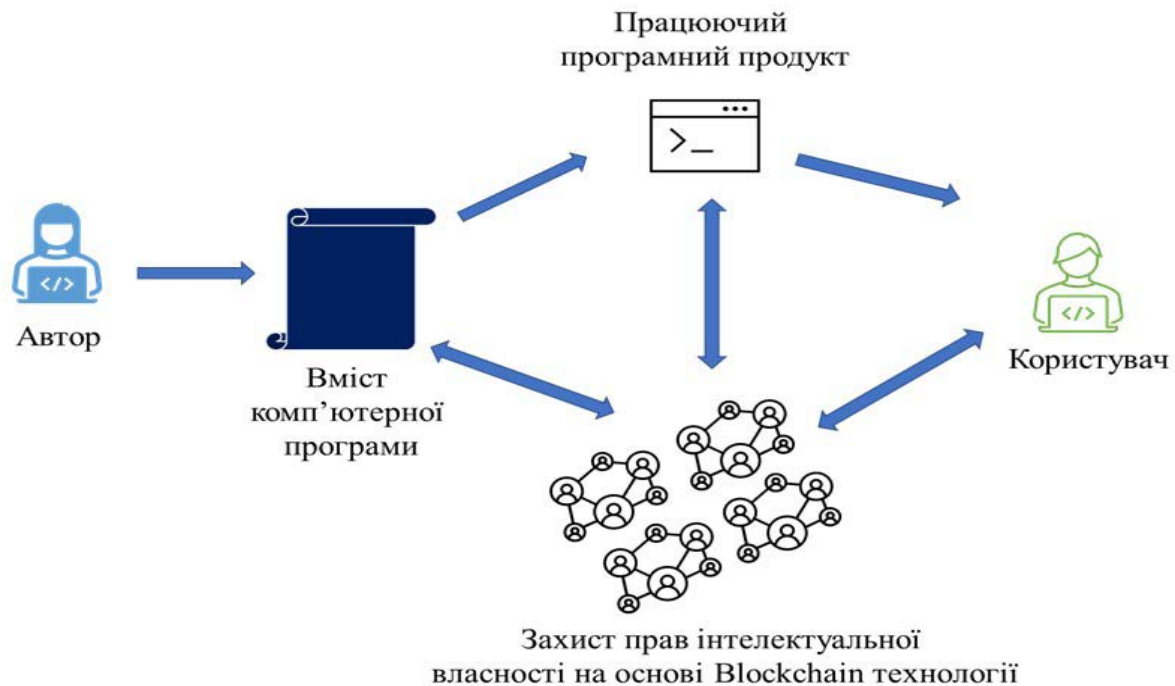 Працюючий
програмний продукт
>_
</>
Автор
Вміст
комп’ютерної
програми
</>
Користувач
Захист прав інтелектуальної
власності на основі Blockchain технології